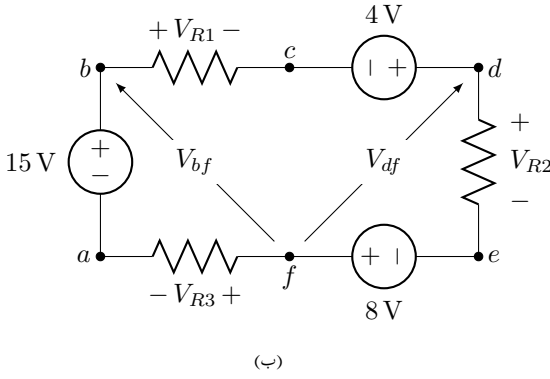 4 V
+ V_{R1} −
b
c
− +
d
15 V
+
−
V_{bf}
V_{df}
+
V_{R2}
−
a
f
+ −
e
− V_{R3} +
8 V
(ب)